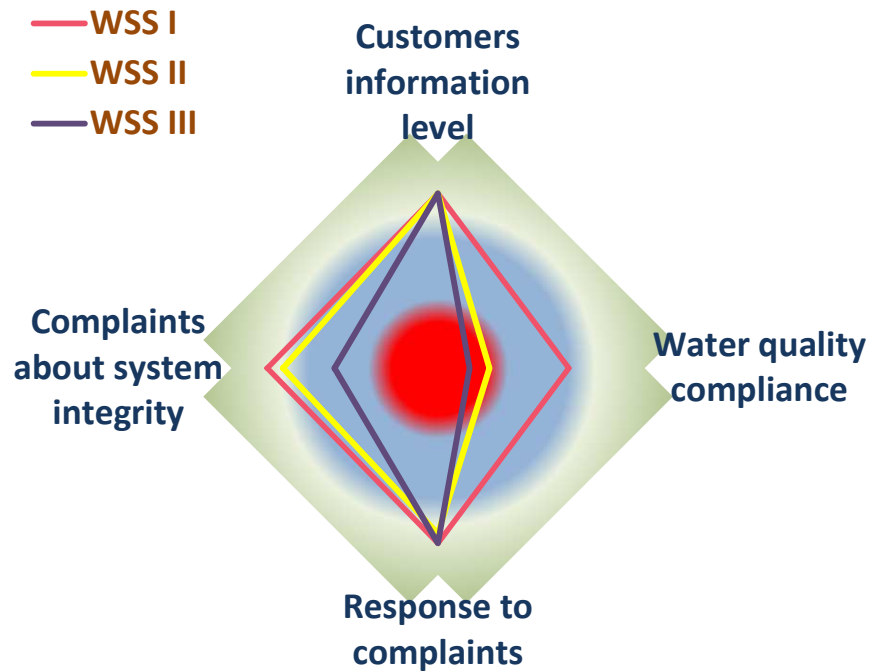 WSS I
WSS II
WSS III
Customers
information
level
Complaints
about system
integrity
Water quality
compliance
Response to
complaints